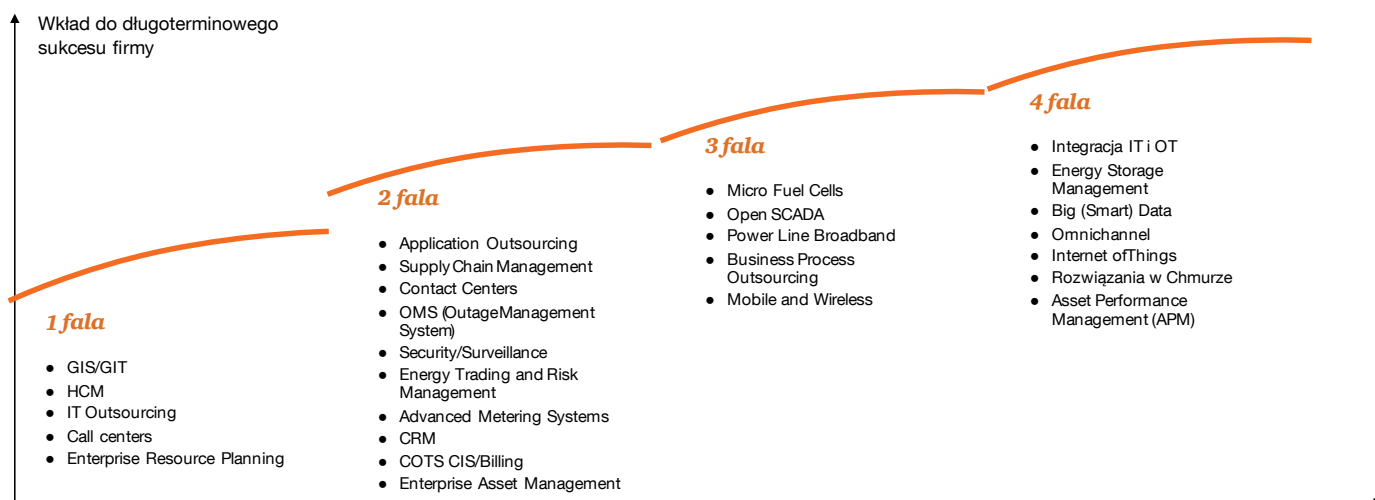 Wkład do długoterminowego
sukcesu firmy
1 fala
● GIS/GIT
● HCM
● IT Outsourcing
● Call centers
● Enterprise Resource Planning
2 fala
● Application Outsourcing
● Supply Chain Management
● Contact Centers
● OMS (OutageManagement
System)
● Security/Surveillance
● Energy Trading and Risk
Management
● Advanced Metering Systems
● CRM
● COTS CIS/Billing
● Enterprise Asset Management
3 fala
● Micro Fuel Cells
● Open SCADA
● Power Line Broadband
● Business Process
Outsourcing
● Mobile and Wireless
4 fala
● Integracja IT i OT
● Energy Storage
Management
● Big (Smart) Data
● Omnichannel
● Internet ofThings
● Rozwiązania w Chmurze
● Asset Performance
Management (APM)